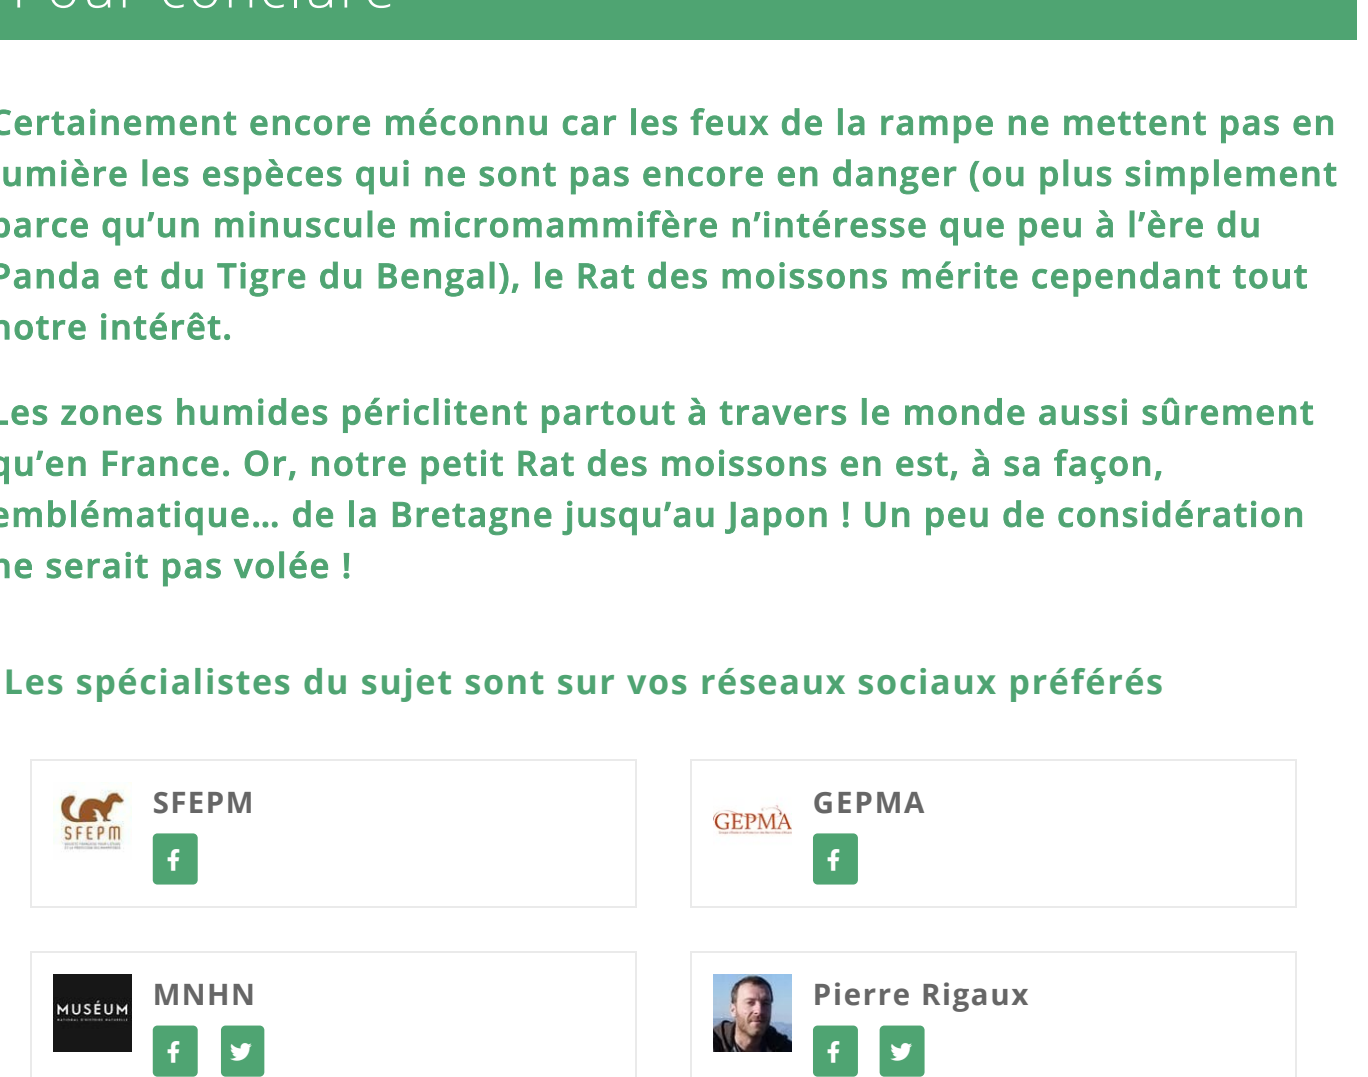 Pour conclure
Certainement encore méconnu car les feux de la rampe ne mettent pas en
lumière les espèces qui ne sont pas encore en danger (ou plus simplement
parce qu’un minuscule micromammifère n’intéresse que peu à l’ère du
Panda et du Tigre du Bengal), le Rat des moissons mérite cependant tout
notre intérêt.
Les zones humides périclitent partout à travers le monde aussi sûrement
qu’en France. Or, notre petit Rat des moissons en est, à sa façon,
emblématique… de la Bretagne jusqu’au Japon ! Un peu de considération
ne serait pas volée !
Les spécialistes du sujet sont sur vos réseaux sociaux préférés
SFEPM
SFEPM
GEPMA
GEPMA
MUSÉUM
MNHN
Pierre Rigaux